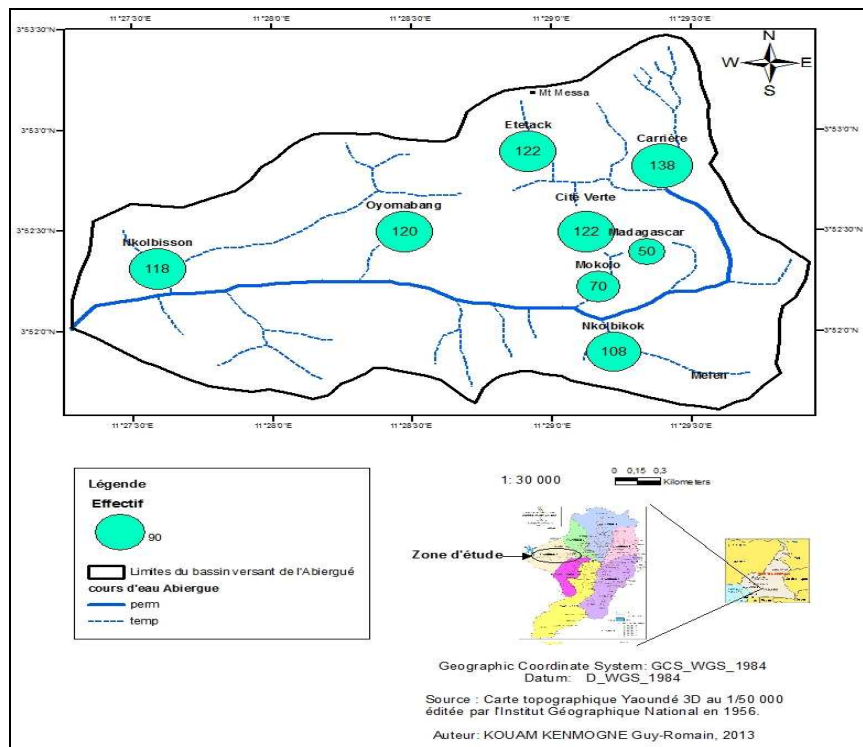 11°27'30"E 11°28'0"E 11°28'30"E 11°29'0"E 11°29'30"E
3°53'30"N 3°53'30"N
N
W E
S
Mt Messa
3°53'0"N 3°53'0"N
Etetack
122
Carrière
138
Oyomabang
120
Cité Verte
122
3°52'30"N 3°52'30"N
Madagascar
50
Nkolbisson
118
Mokolo
70
3°52'0"N 3°52'0"N
Nkolbikok
108
11°27'30"E 11°28'0"E 11°28'30"E 11°29'0"E 11°29'30"E
Légende
Effectif
90
Limites du bassin versant de l'Abiergué
cours d'eau Abiergue
perm
temp
1: 30 000
0 0,15 0,3
Kilometers
Zone d'étude
Geographic Coordinate System: GCS_WGS_1984
Datum: D_WGS_1984
Source : Carte topographique Yaoundé 3D au 1/50 000
éditée par l'Institut Géographique National en 1956.
Auteur: KOUAM KENMOGNE Guy-Romain, 2013